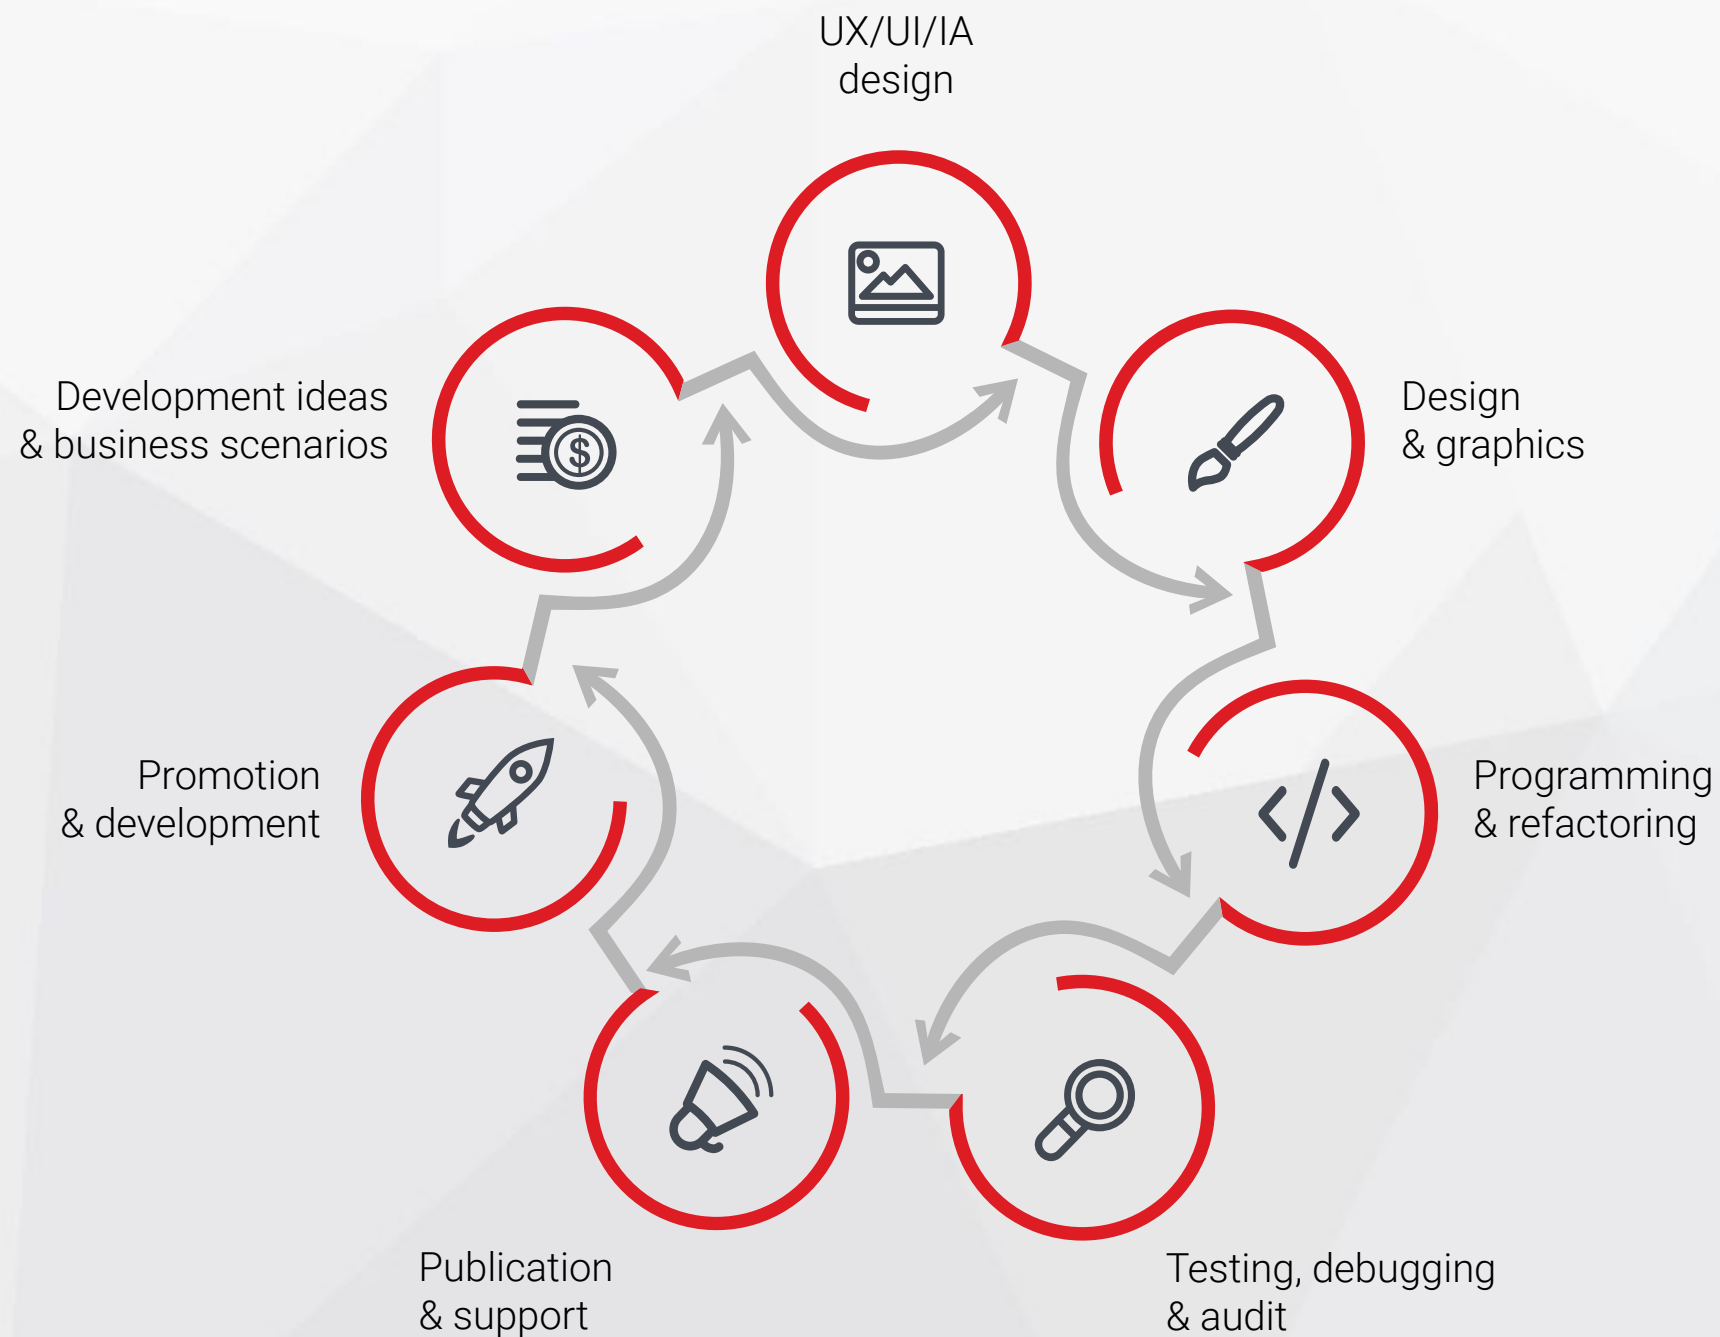 UX/UI/IA
design
Development ideas
& business scenarios
$
Design
& graphics
Promotion
& development
</>
Programming
& refactoring
Publication
& support
Testing, debugging
& audit